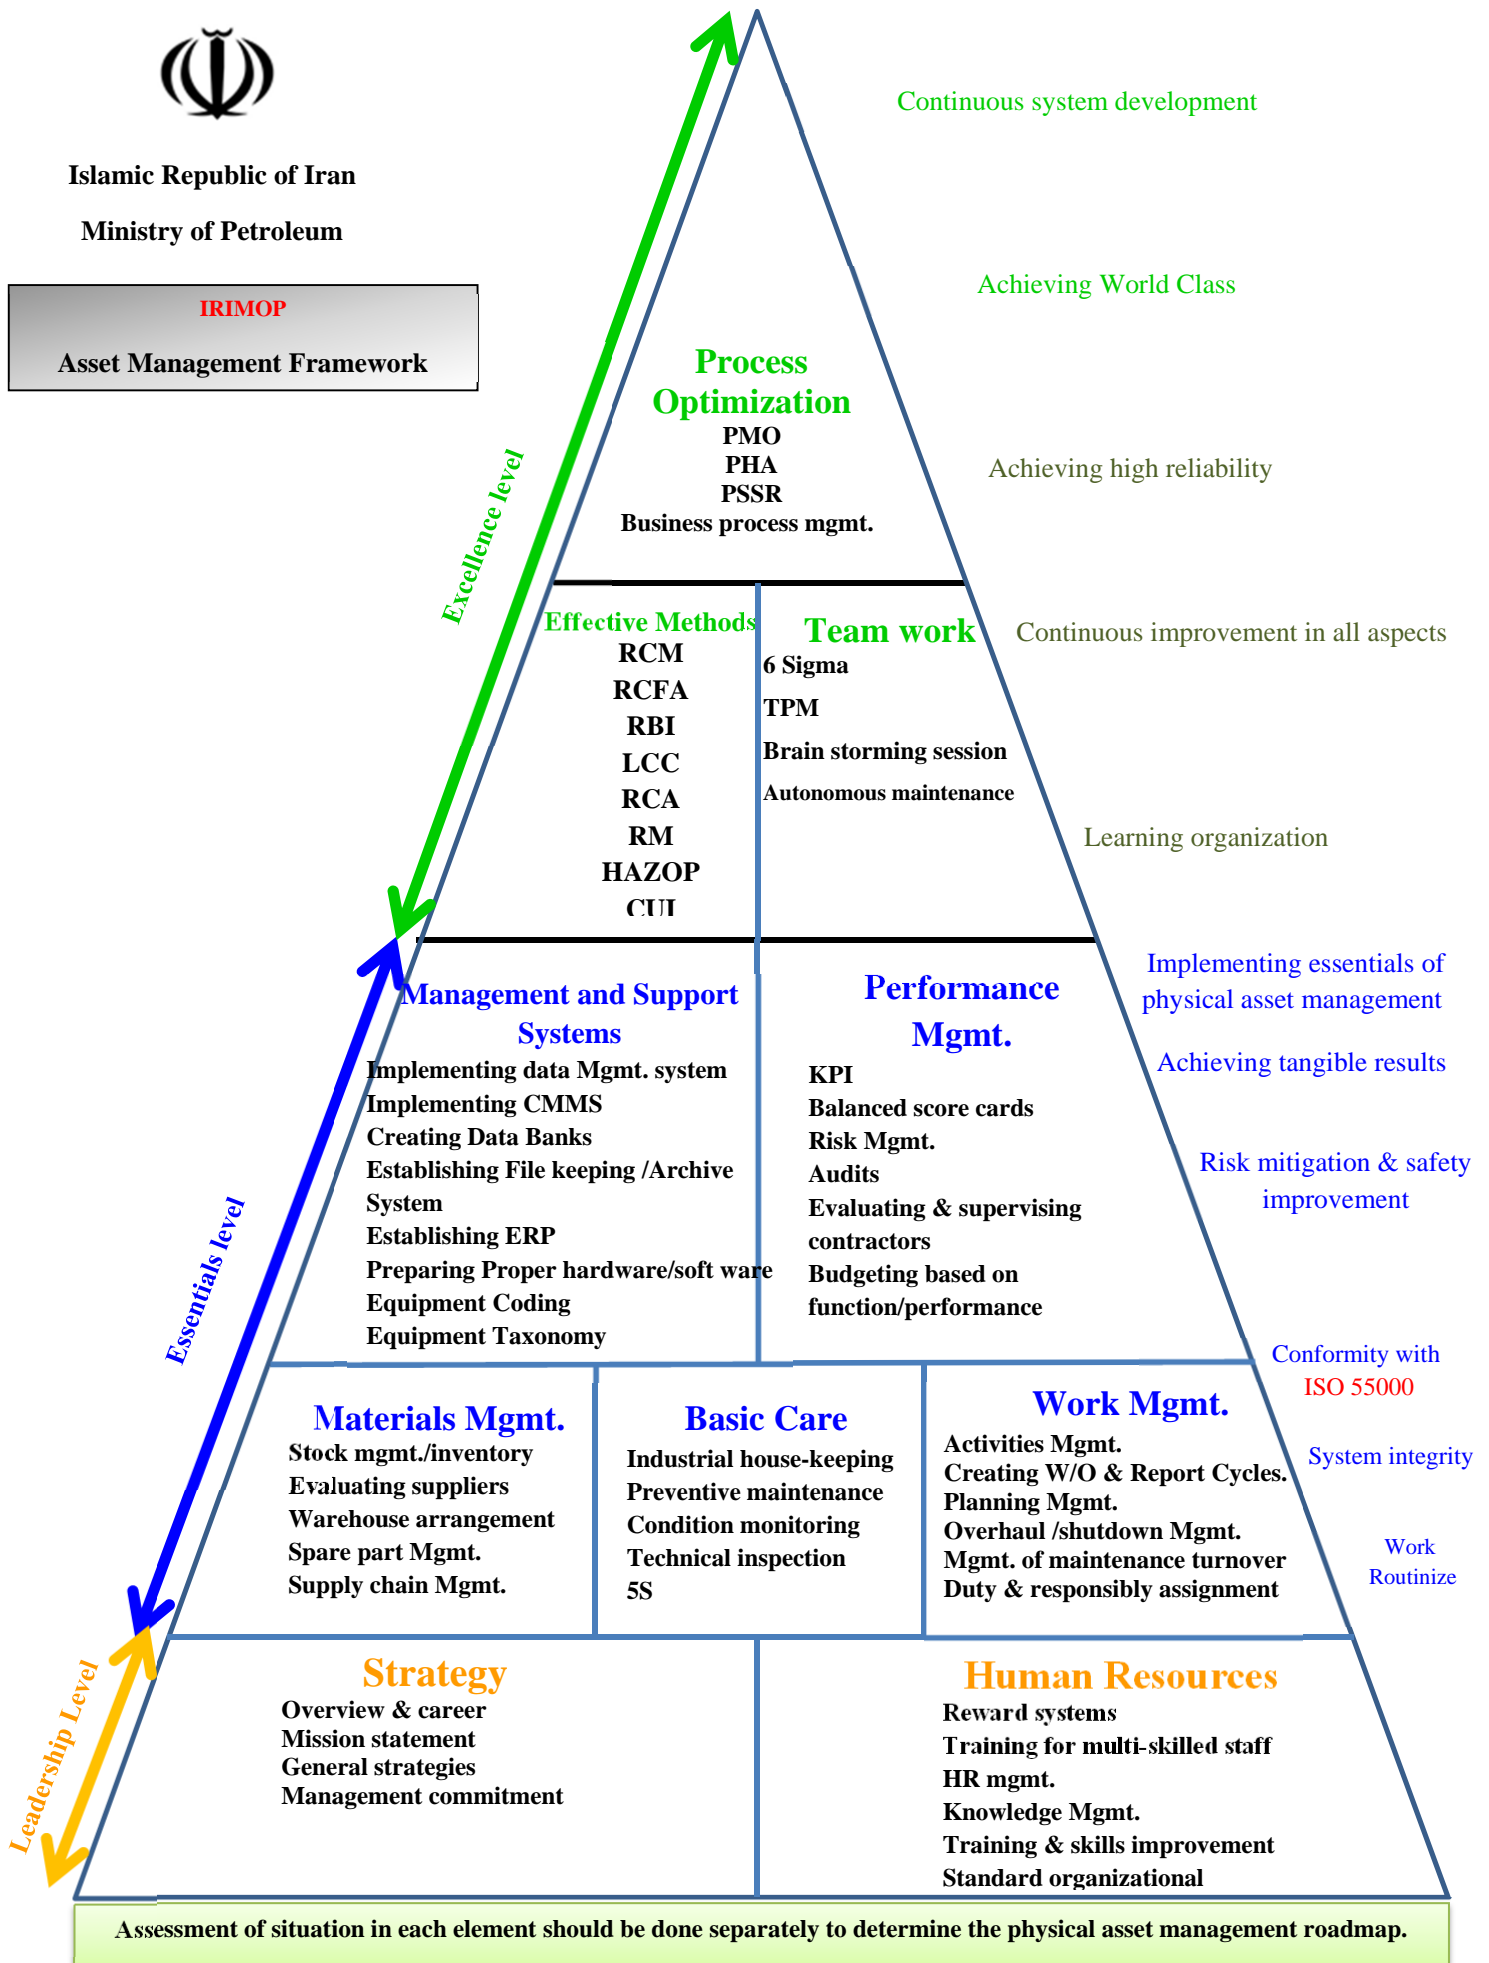 Islamic Republic of Iran
Ministry of Petroleum
IRIMOP
Asset Management Framework
Continuous system development
Achieving World Class
Achieving high reliability
Continuous improvement in all aspects
Learning organization
Implementing essentials of
physical asset management
Achieving tangible results
Risk mitigation & safety
improvement
Conformity with
ISO 55000
System integrity
Work
Routinize
Excellence level
Essentials level
Leadership Level
Process
Optimization
PMO
PHA
PSSR
Business process mgmt.
Effective Methods
RCM
RCFA
RBI
LCC
RCA
RM
HAZOP
CUI
Team work
6 Sigma
TPM
Brain storming session
Autonomous maintenance
Management and Support
Systems
Implementing data Mgmt. system
Implementing CMMS
Creating Data Banks
Establishing File keeping /Archive
System
Establishing ERP
Preparing Proper hardware/soft ware
Equipment Coding
Equipment Taxonomy
Performance
Mgmt.
KPI
Balanced score cards
Risk Mgmt.
Audits
Evaluating & supervising
contractors
Budgeting based on
function/performance
Materials Mgmt.
Stock mgmt./inventory
Evaluating suppliers
Warehouse arrangement
Spare part Mgmt.
Supply chain Mgmt.
Basic Care
Industrial house-keeping
Preventive maintenance
Condition monitoring
Technical inspection
5S
Work Mgmt.
Activities Mgmt.
Creating W/O & Report Cycles.
Planning Mgmt.
Overhaul /shutdown Mgmt.
Mgmt. of maintenance turnover
Duty & responsibly assignment
Strategy
Overview & career
Mission statement
General strategies
Management commitment
Human Resources
Reward systems
Training for multi-skilled staff
HR mgmt.
Knowledge Mgmt.
Training & skills improvement
Standard organizational
Assessment of situation in each element should be done separately to determine the physical asset management roadmap.